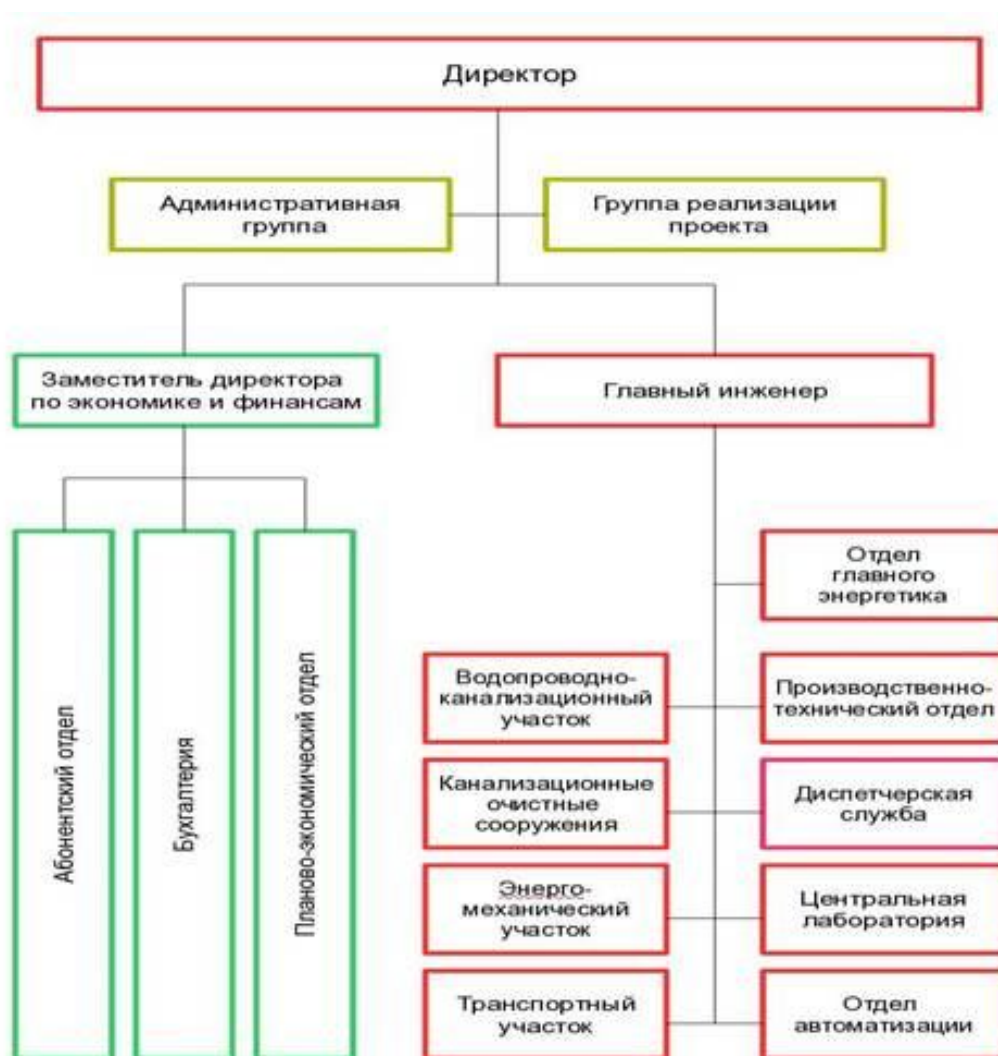 Директор
Административная
группа
Группа реализации
проекта
Заместитель директора
по экономике и финансам
Главный инженер
Абонентский отдел
Бухгалтерия
Планово-экономический отдел
Отдел
главного
энергетика
Водопроводно-
канализационный
участок
Производственно-
технический отдел
Канализационные
очистные
сооружения
Диспетчерская
служба
Энерго-
механический
участок
Центральная
лаборатория
Транспортный
участок
Отдел
автоматизации